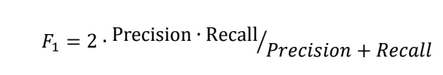 F₁ = 2 · Precision · Recall / Precision + Recall